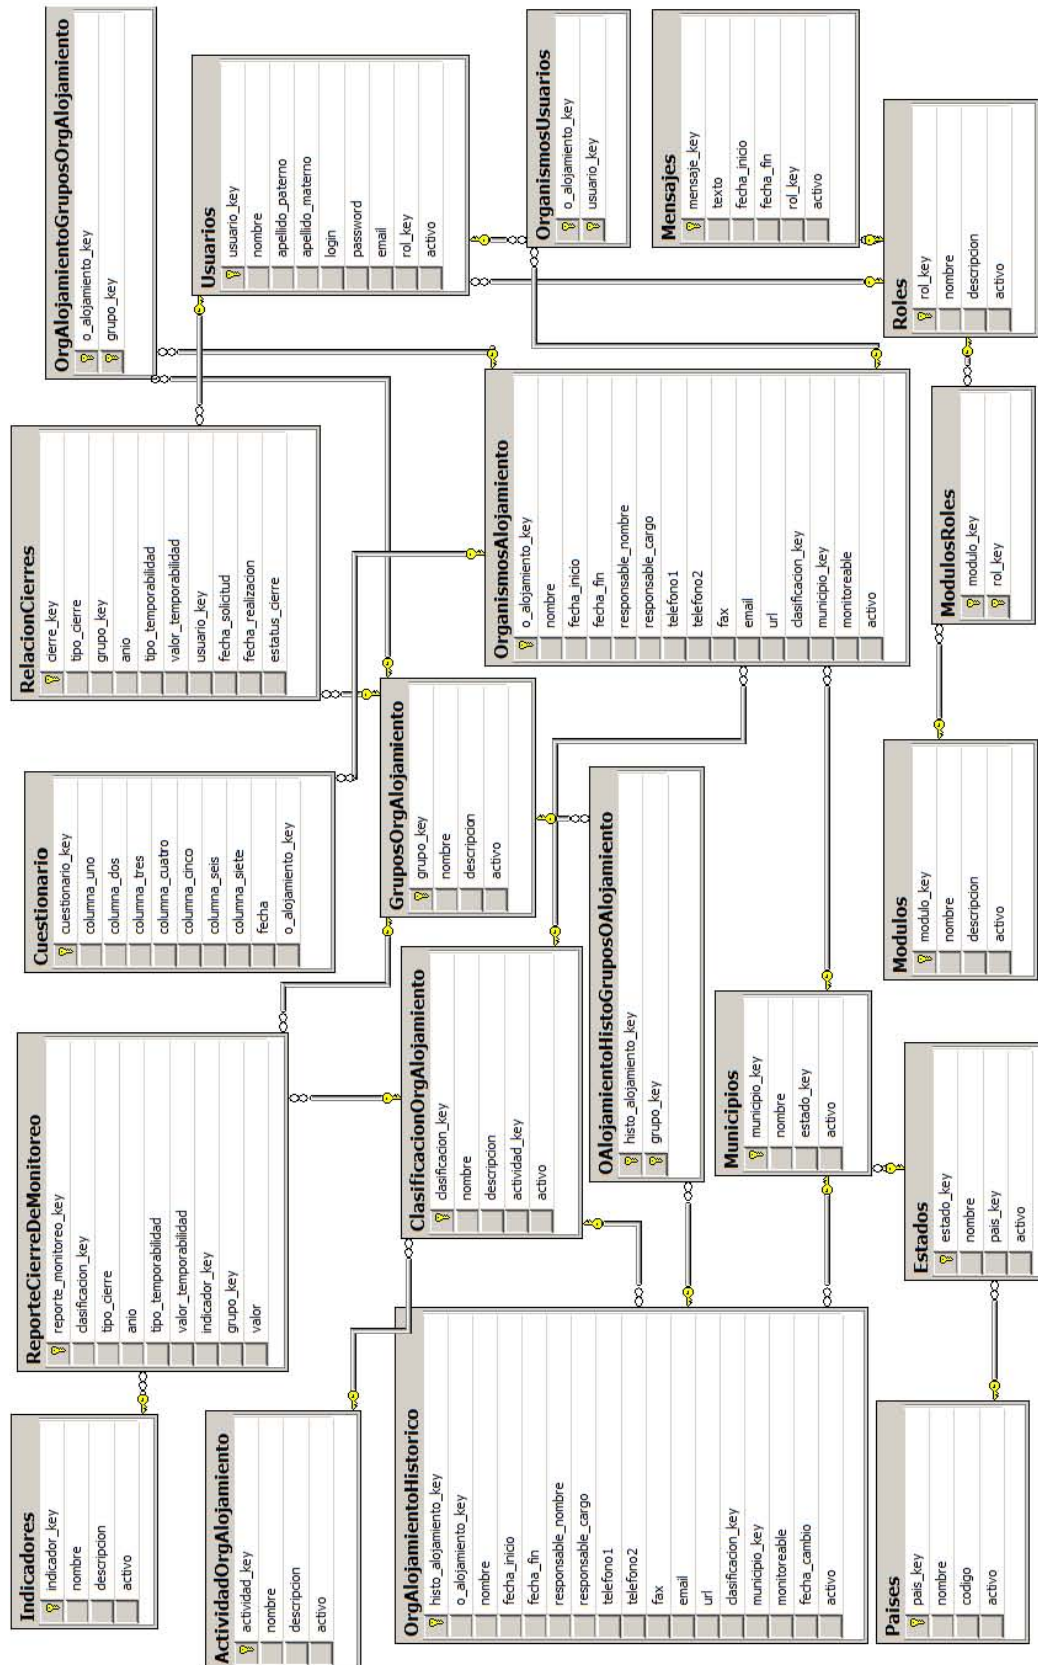 Indicadores
indicador_key
nombre
descripcion
activo
ReporteCierreDeMonitoreo
reporte_monitoreo_key
clasificacion_key
tipo_cierre
anio
tipo_temporabilidad
valor_temporabilidad
indicador_key
grupo_key
valor
Cuestionario
cuestionario_key
columna_uno
columna_dos
columna_tres
columna_cuatro
columna_cinco
columna_seis
columna_siete
fecha
o_alojamiento_key
RelacionCierres
cierre_key
tipo_cierre
grupo_key
anio
tipo_temporabilidad
valor_temporabilidad
usuario_key
fecha_solicitud
fecha_realizacion
estatus_cierre
OrgAlojamientoGruposOrgAlojamiento
o_alojamiento_key
grupo_key
ActividadOrgAlojamiento
actividad_key
nombre
descripcion
activo
Usuarios
usuario_key
nombre
apellido_paterno
apellido_materno
login
password
email
rol_key
activo
GruposOrgAlojamiento
grupo_key
nombre
descripcion
activo
ClasificacionOrgAlojamiento
clasificacion_key
nombre
descripcion
actividad_key
activo
OrgAlojamientoHistorico
histo_alojamiento_key
o_alojamiento_key
nombre
fecha_inicio
fecha_fin
responsable_nombre
responsable_cargo
telefono1
telefono2
fax
email
url
clasificacion_key
municipio_key
monitoreable
fecha_cambio
activo
OrganismosAlojamiento
o_alojamiento_key
nombre
fecha_inicio
fecha_fin
responsable_nombre
responsable_cargo
telefono1
telefono2
fax
email
url
clasificacion_key
municipio_key
monitoreable
activo
OrganismosUsuarios
o_alojamiento_key
usuario_key
OAlojamientoHistoGruposOAlojamiento
histo_alojamiento_key
grupo_key
Mensajes
mensaje_key
texto
fecha_inicio
fecha_fin
rol_key
activo
Municipios
municipio_key
nombre
estado_key
activo
Paises
pais_key
nombre
codigo
activo
Estados
estado_key
nombre
pais_key
activo
Modulos
modulo_key
nombre
descripcion
activo
ModulosRoles
modulo_key
rol_key
Roles
rol_key
nombre
descripcion
activo